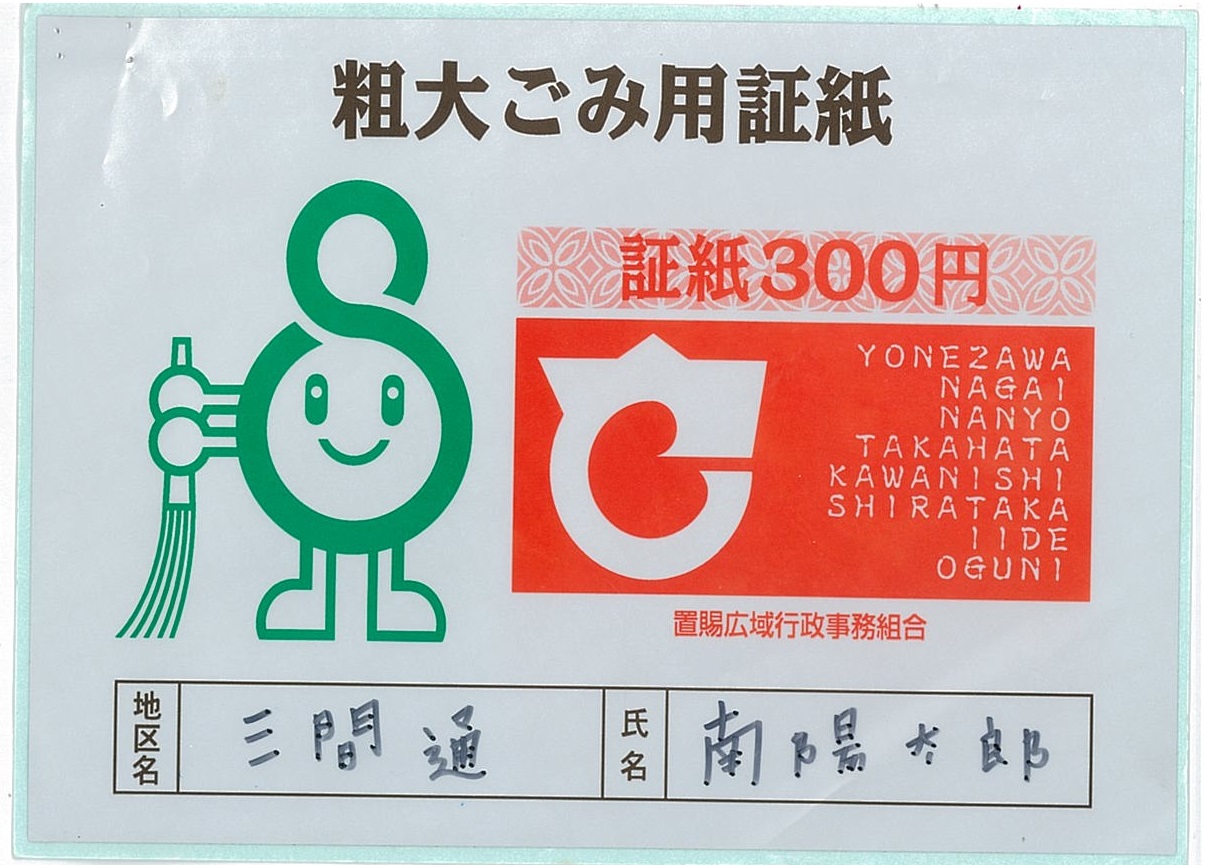 粗大ごみ用証紙
証紙300円
YONEZAWA
NAGAI
NANYO
TAKAHATA
KAWANISHI
SHIRATAKA
IIDE
OGUNI
置賜広域行政事務組合
地区名 三間通 氏名 南陽太郎